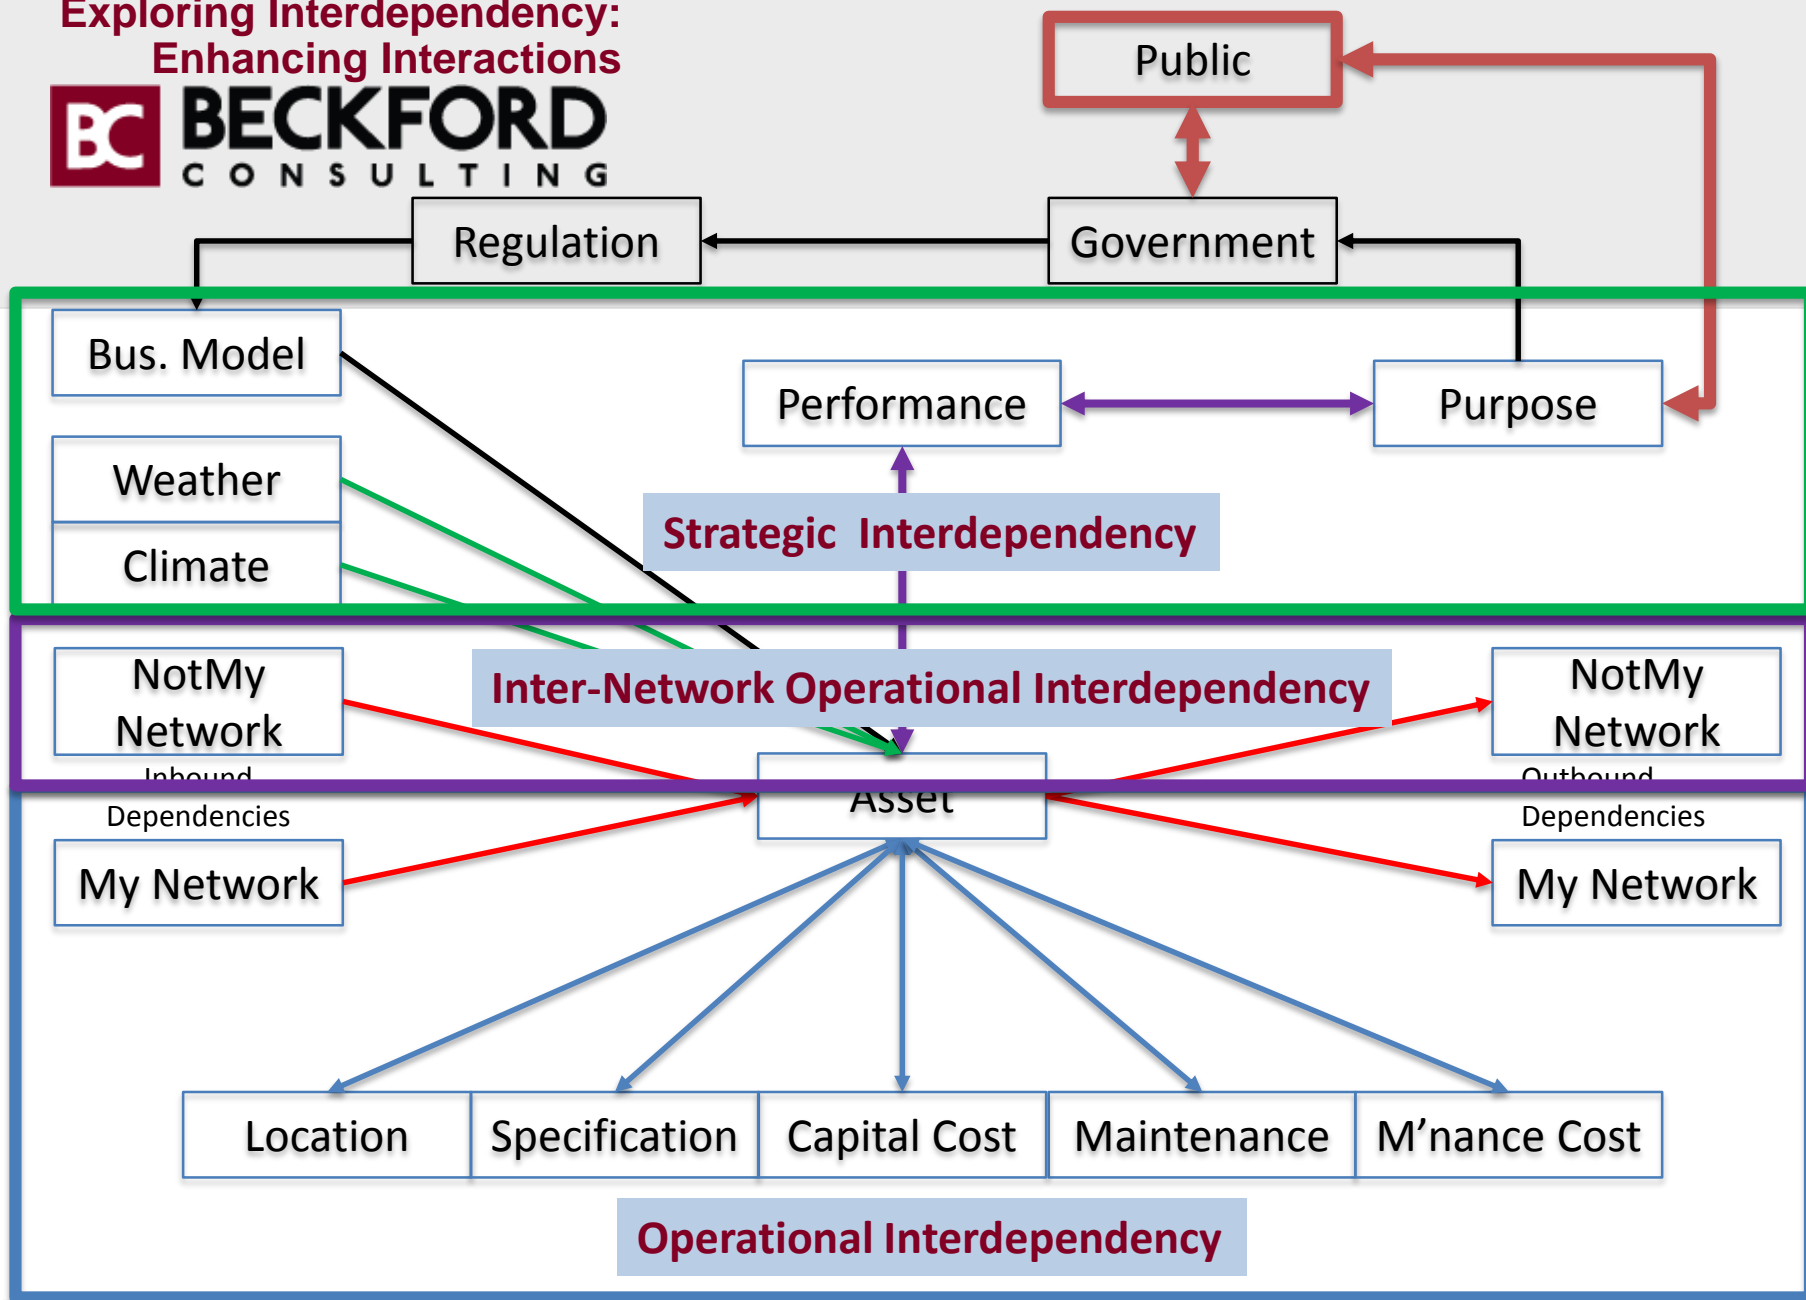 Exploring Interdependency:
Enhancing Interactions
BC BECKFORD
CONSULTING
Public
Regulation
Government
Bus. Model
Performance
Purpose
Weather
Climate
Strategic Interdependency
NotMy
Network
Inter-Network Operational Interdependency
NotMy
Network
Inbound
Dependencies
Outbound
Dependencies
Asset
My Network
My Network
Location
Specification
Capital Cost
Maintenance
M’nance Cost
Operational Interdependency